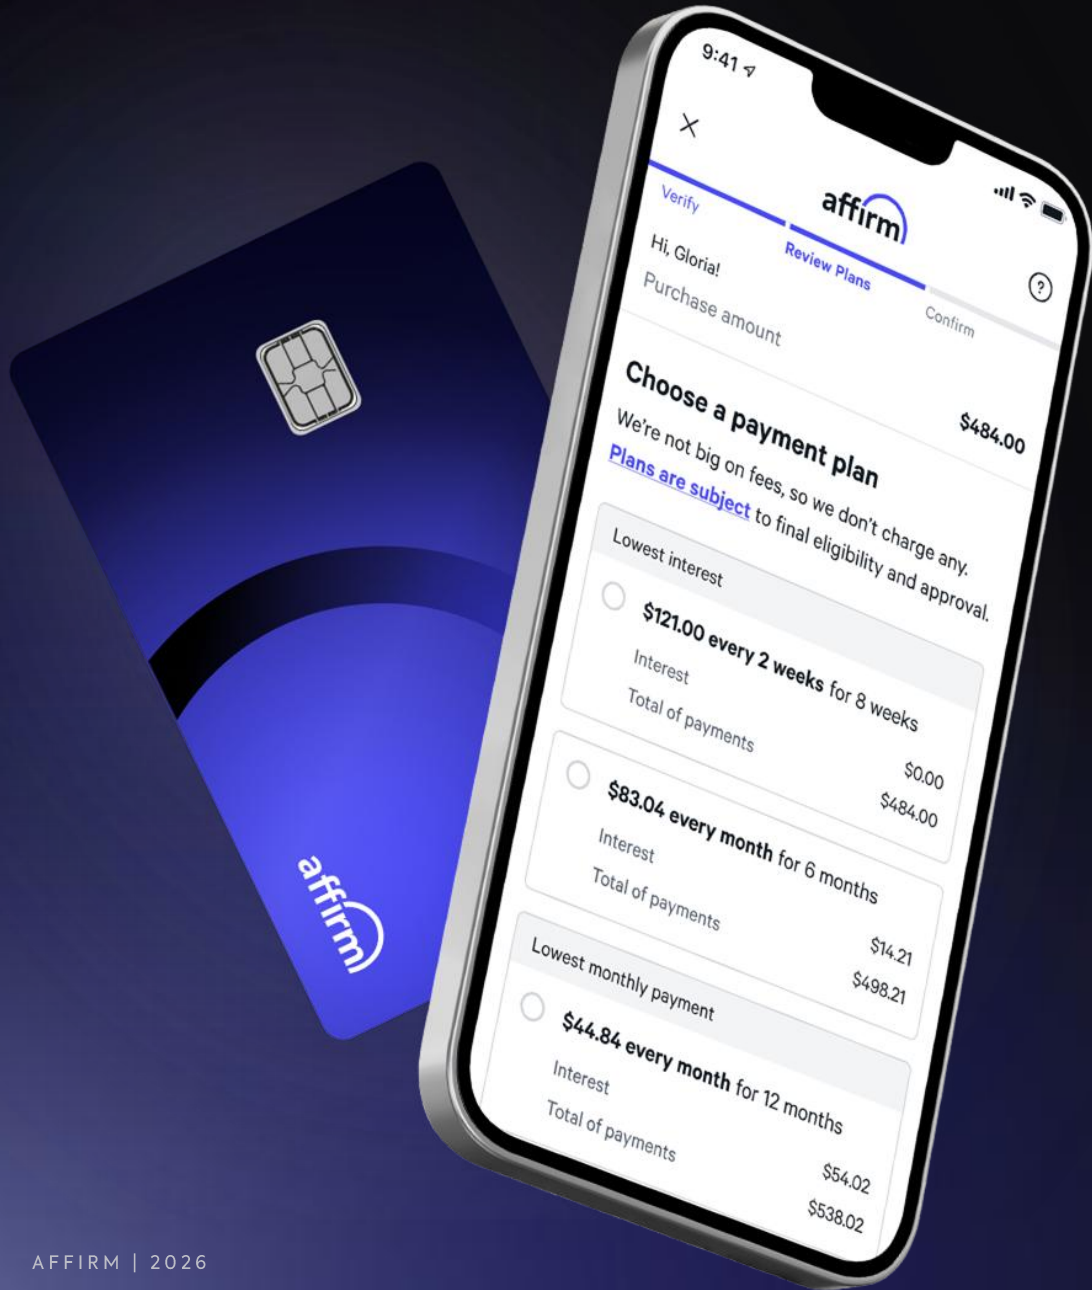 9:41
affirm
Verify
Review Plans
Confirm
?
Hi, Gloria!
Purchase amount
$484.00
Choose a payment plan
We're not big on fees, so we don't charge any.
Plans are subject to final eligibility and approval.
Lowest interest
$121.00 every 2 weeks for 8 weeks
Interest
$0.00
Total of payments
$484.00
$83.04 every month for 6 months
Interest
$14.21
Total of payments
$498.21
Lowest monthly payment
$44.84 every month for 12 months
Interest
$54.02
Total of payments
$538.02
affirm
AFFIRM | 2026